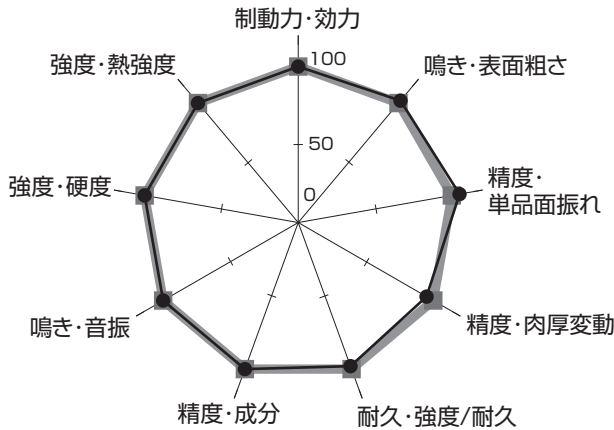 制動力・効力
100
強度・熱強度
鳴き・表面粗さ
50
強度・硬度
0
精度・
単品面振れ
鳴き・音振
精度・肉厚変動
精度・成分
耐久・強度/耐久